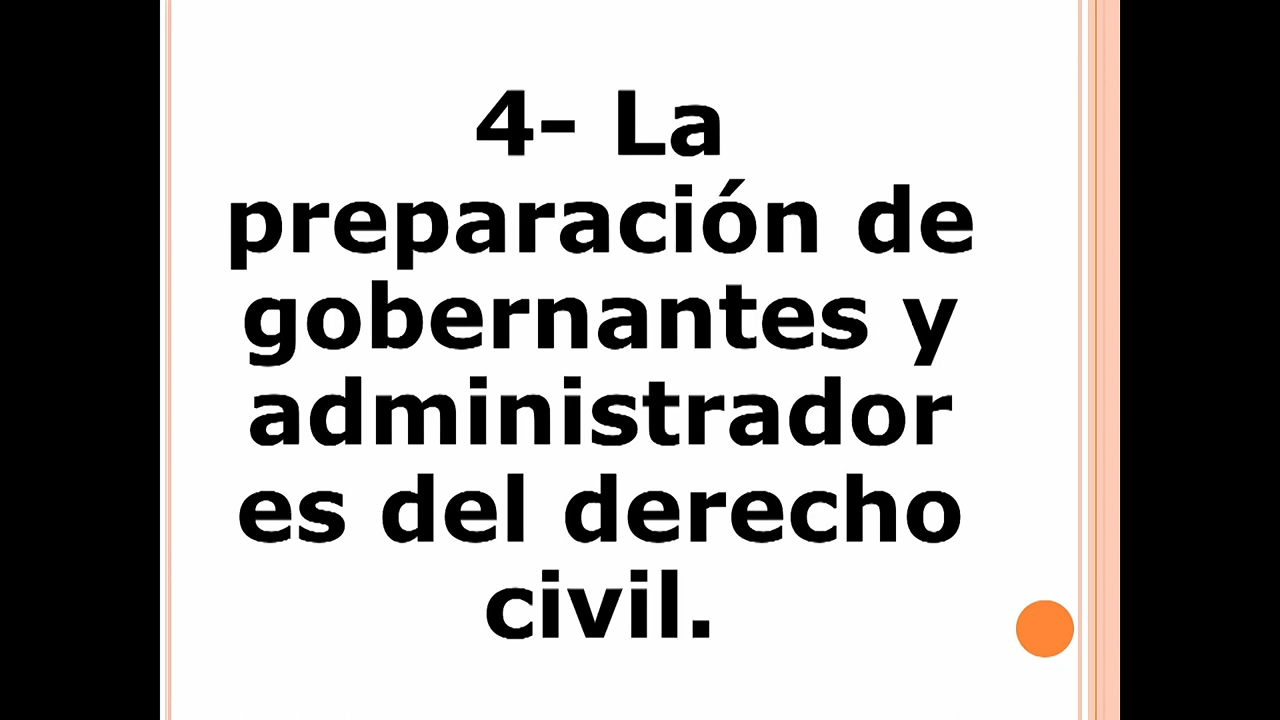 4- La
preparación de
gobernantes y
administrador
es del derecho
civil.